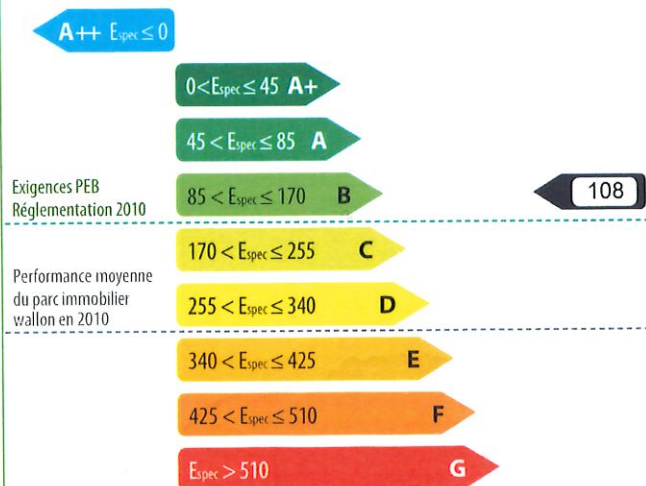 A++ Espec ≤ 0
0 < Espec ≤ 45 A+
45 < Espec ≤ 85 A
Exigences PEB
Réglementation 2010
85 < Espec ≤ 170 B
108
170 < Espec ≤ 255 C
Performance moyenne
du parc immobilier
wallon en 2010
255 < Espec ≤ 340 D
340 < Espec ≤ 425 E
425 < Espec ≤ 510 F
Espec > 510 G